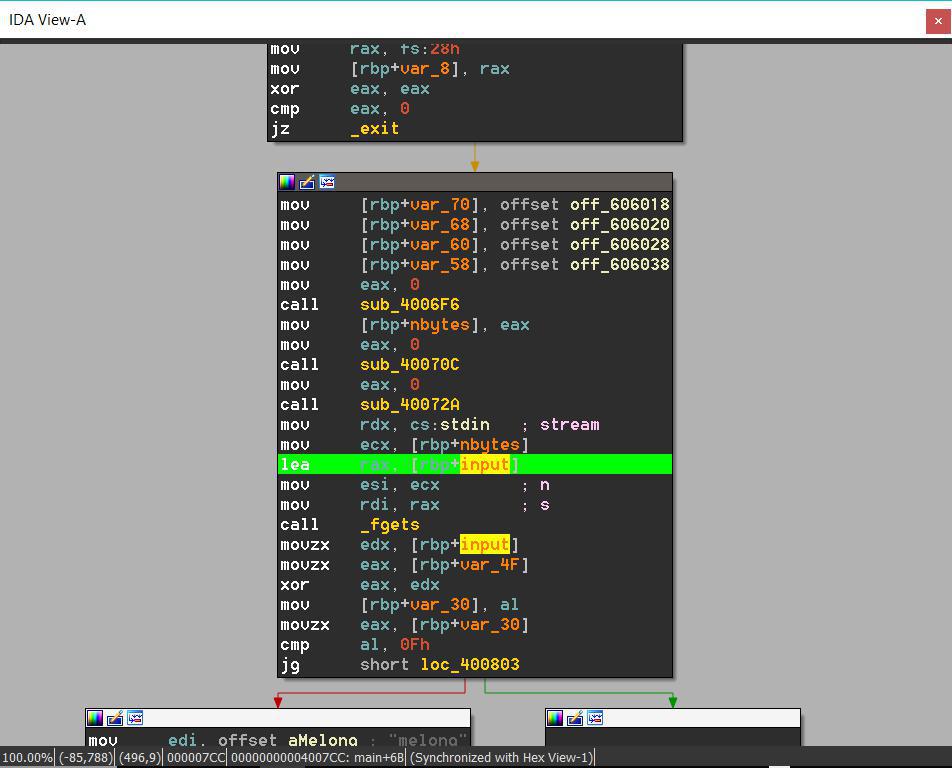 IDA View-A
mov rax, fs:28h
mov [rbp+var_8], rax
xor eax, eax
cmp eax, 0
jz _exit
mov [rbp+var_70], offset off_606018
mov [rbp+var_68], offset off_606020
mov [rbp+var_60], offset off_606028
mov [rbp+var_58], offset off_606038
mov eax, 0
call sub_4006F6
mov [rbp+nbytes], eax
mov eax, 0
call sub_40070C
mov eax, 0
call sub_40072A
mov rdx, cs:stdin ; stream
mov ecx, [rbp+nbytes]
lea rax, [rbp+input]
mov esi, ecx ; n
mov rdi, rax ; s
call _fgets
movzx edx, [rbp+input]
movzx eax, [rbp+var_4F]
xor eax, edx
mov [rbp+var_30], al
movzx eax, [rbp+var_30]
cmp al, 0Fh
jg short loc_400803
mov edi, offset aMelong ; "melong"
100.00% (-85,788) (496,9) 000007CC 00000000004007CC: main+6B (Synchronized with Hex View-1)